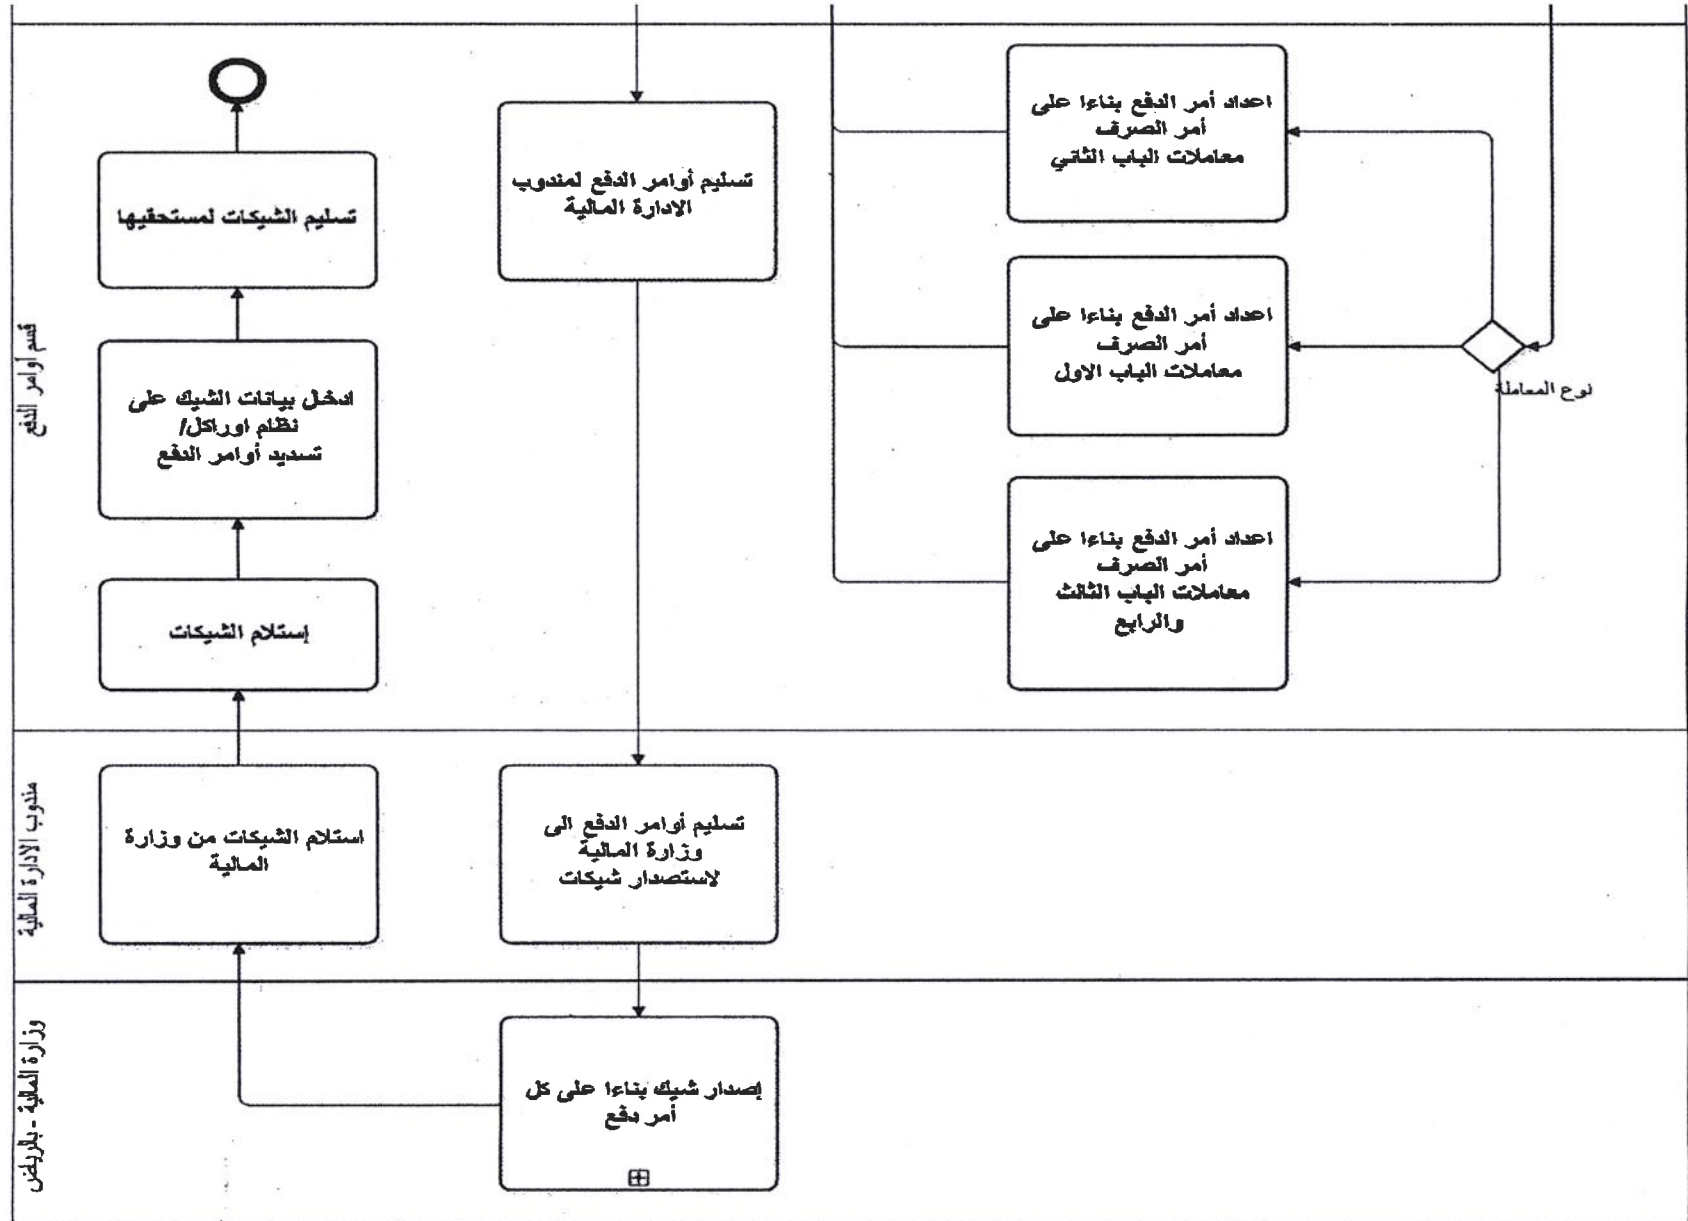 قسم أوامر الدفع
نوع المعاملة
اعداد أمر الدفع بناءا على
أمر الصرف
معاملات الباب الثاني
اعداد أمر الدفع بناءا على
أمر الصرف
معاملات الباب الاول
اعداد أمر الدفع بناءا على
أمر الصرف
معاملات الباب الثالث
والرابع
تسليم أوامر الدفع لمندوب
الادارة المالية
تسليم الشيكات لمستحقيها
ادخال بيانات الشيك على
نظام اوراكل/
تسديد أوامر الدفع
إستلام الشيكات
مندوب الادارة المالية
تسليم أوامر الدفع الى
وزارة المالية
لاستصدار شيكات
استلام الشيكات من وزارة
المالية
وزارة المالية - بالرياض
إصدار شيك بناءا على كل
أمر دفع